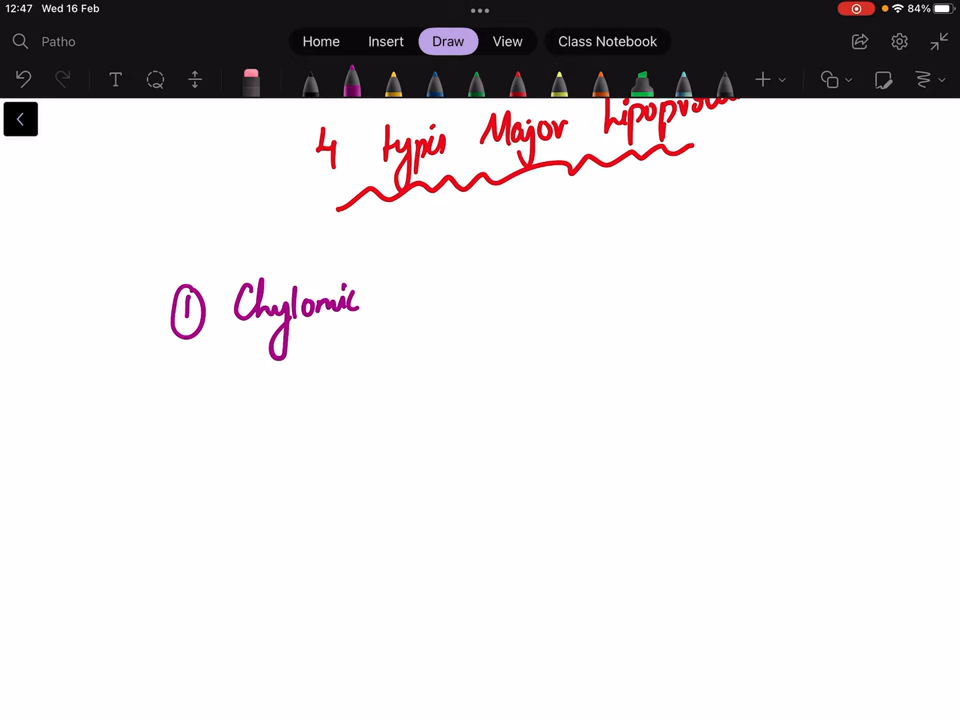 12:47 Wed 16 Feb 84%
Patho Home Insert Draw View Class Notebook
T
4 Typis Major
① Chylomic